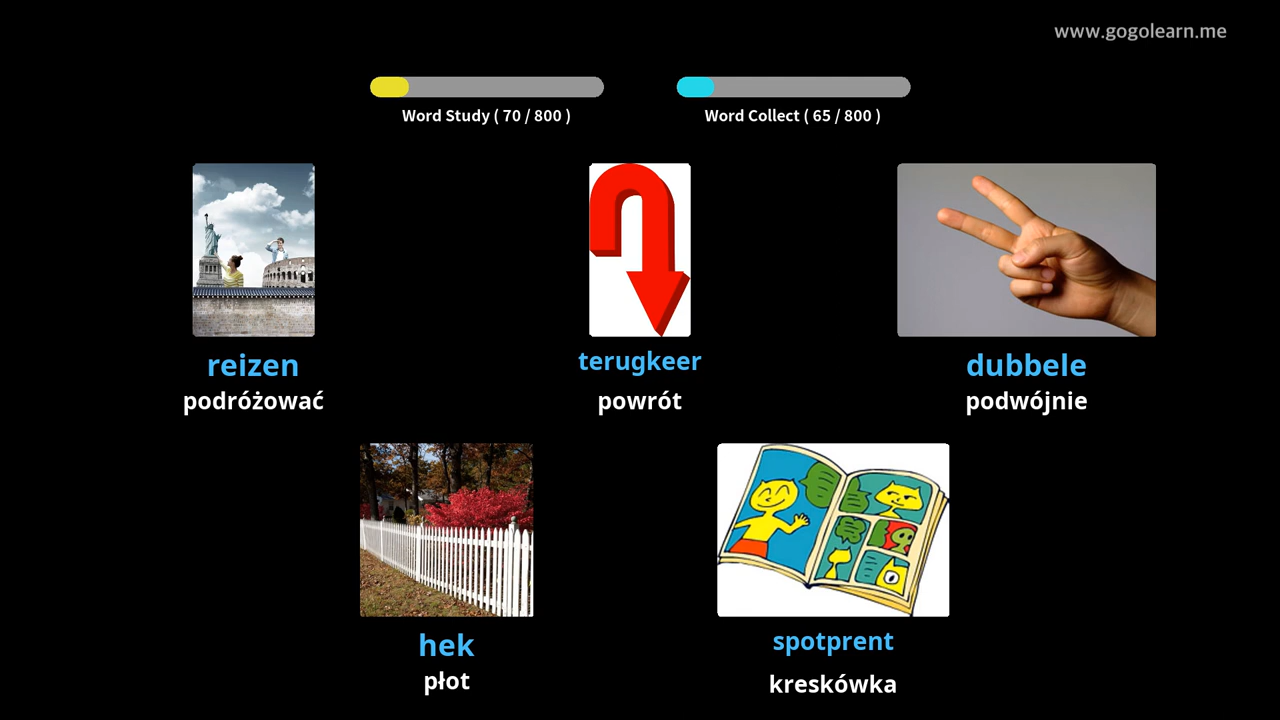 www.gogolearn.me
Word Study ( 70 / 800 )
Word Collect ( 65 / 800 )
reizen
podróżować
terugkeer
powrót
dubbele
podwójnie
hek
płot
spotprent
kreskówka